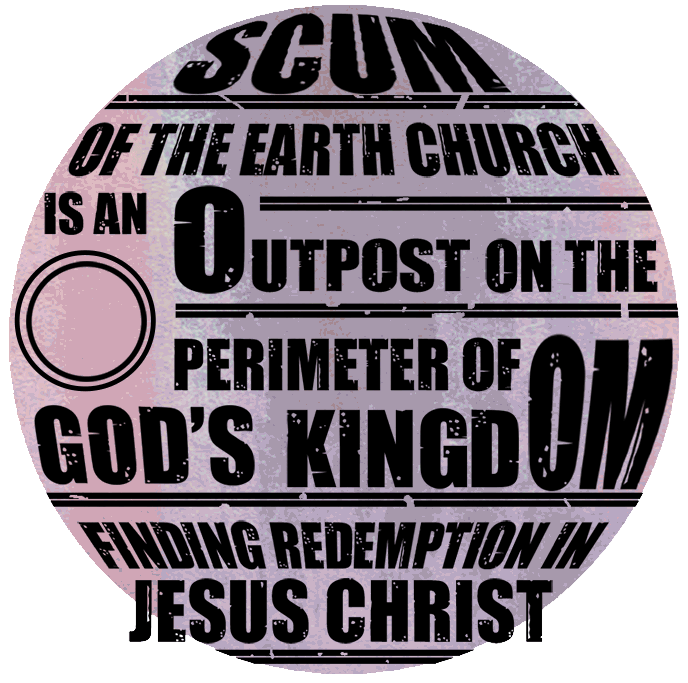 SCUM
OF THE EARTH CHURCH
IS AN OUTPOST ON THE
PERIMETER OF
GOD'S KINGDOM
FINDING REDEMPTION IN
JESUS CHRIST